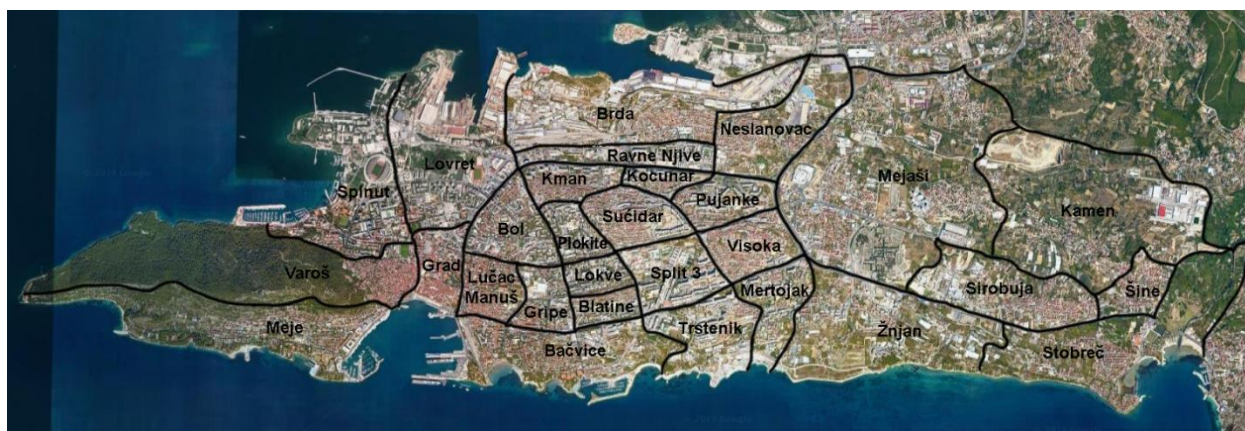 Brda
Neslanovac
Ravne Njive
Lovret
Kman
Kocunar
Mejaši
Spinut
Pujanke
Kamen
Sućidar
Bol
Plokite
Visoka
Grad
Varoš
Lučac
Manuš
Lokve
Split 3
Sirobuja
Šine
Mertojak
Blatine
Gripe
Meje
Trstenik
Žnjan
Bačvice
Stobreč